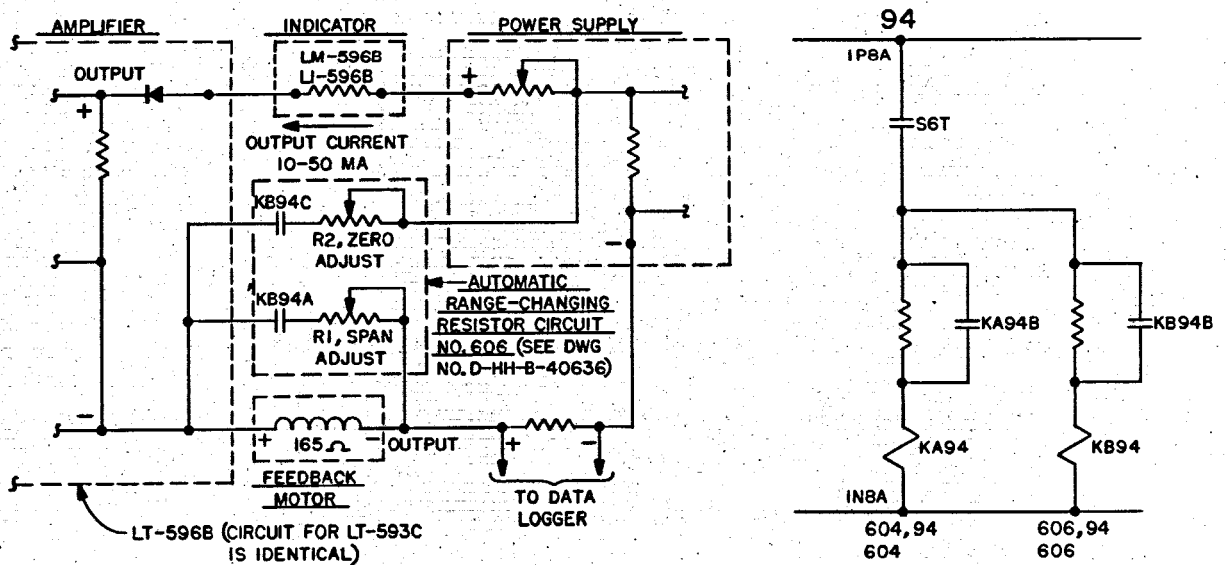 AMPLIFIER
INDICATOR
POWER SUPPLY
94
LM-596B
LI-596B
1P8A
OUTPUT
+
+
S6T
OUTPUT CURRENT
10-50 MA
KB94C
R2, ZERO
ADJUST
-
AUTOMATIC
RANGE-CHANGING
RESISTOR CIRCUIT
NO. 606 (SEE DWG
NO. D-HH-B-40636)
KB94A
R1, SPAN
ADJUST
KA94B
KB94B
-
+
165 Ω
-
OUTPUT
+
-
KA94
KB94
FEEDBACK
MOTOR
TO DATA
LOGGER
1N8A
LT-596B (CIRCUIT FOR LT-593C
IS IDENTICAL)
604,94
604
606,94
606